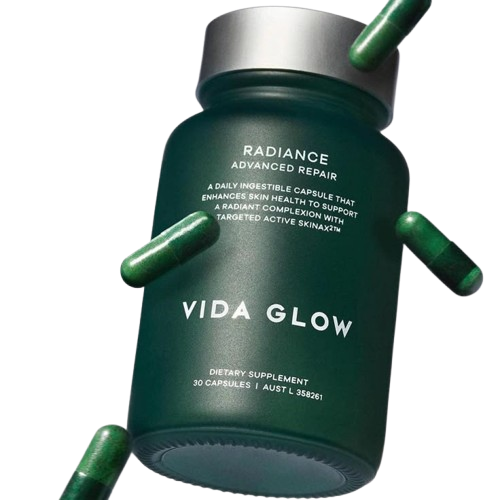 RADIANCE
ADVANCED REPAIR
A DAILY INGESTIBLE CAPSULE THAT
ENHANCES SKIN HEALTH TO SUPPORT
A RADIANT COMPLEXION WITH
TARGETED ACTIVE SKINAX²™
VIDA GLOW
DIETARY SUPPLEMENT
30 CAPSULES | AUST L 358261